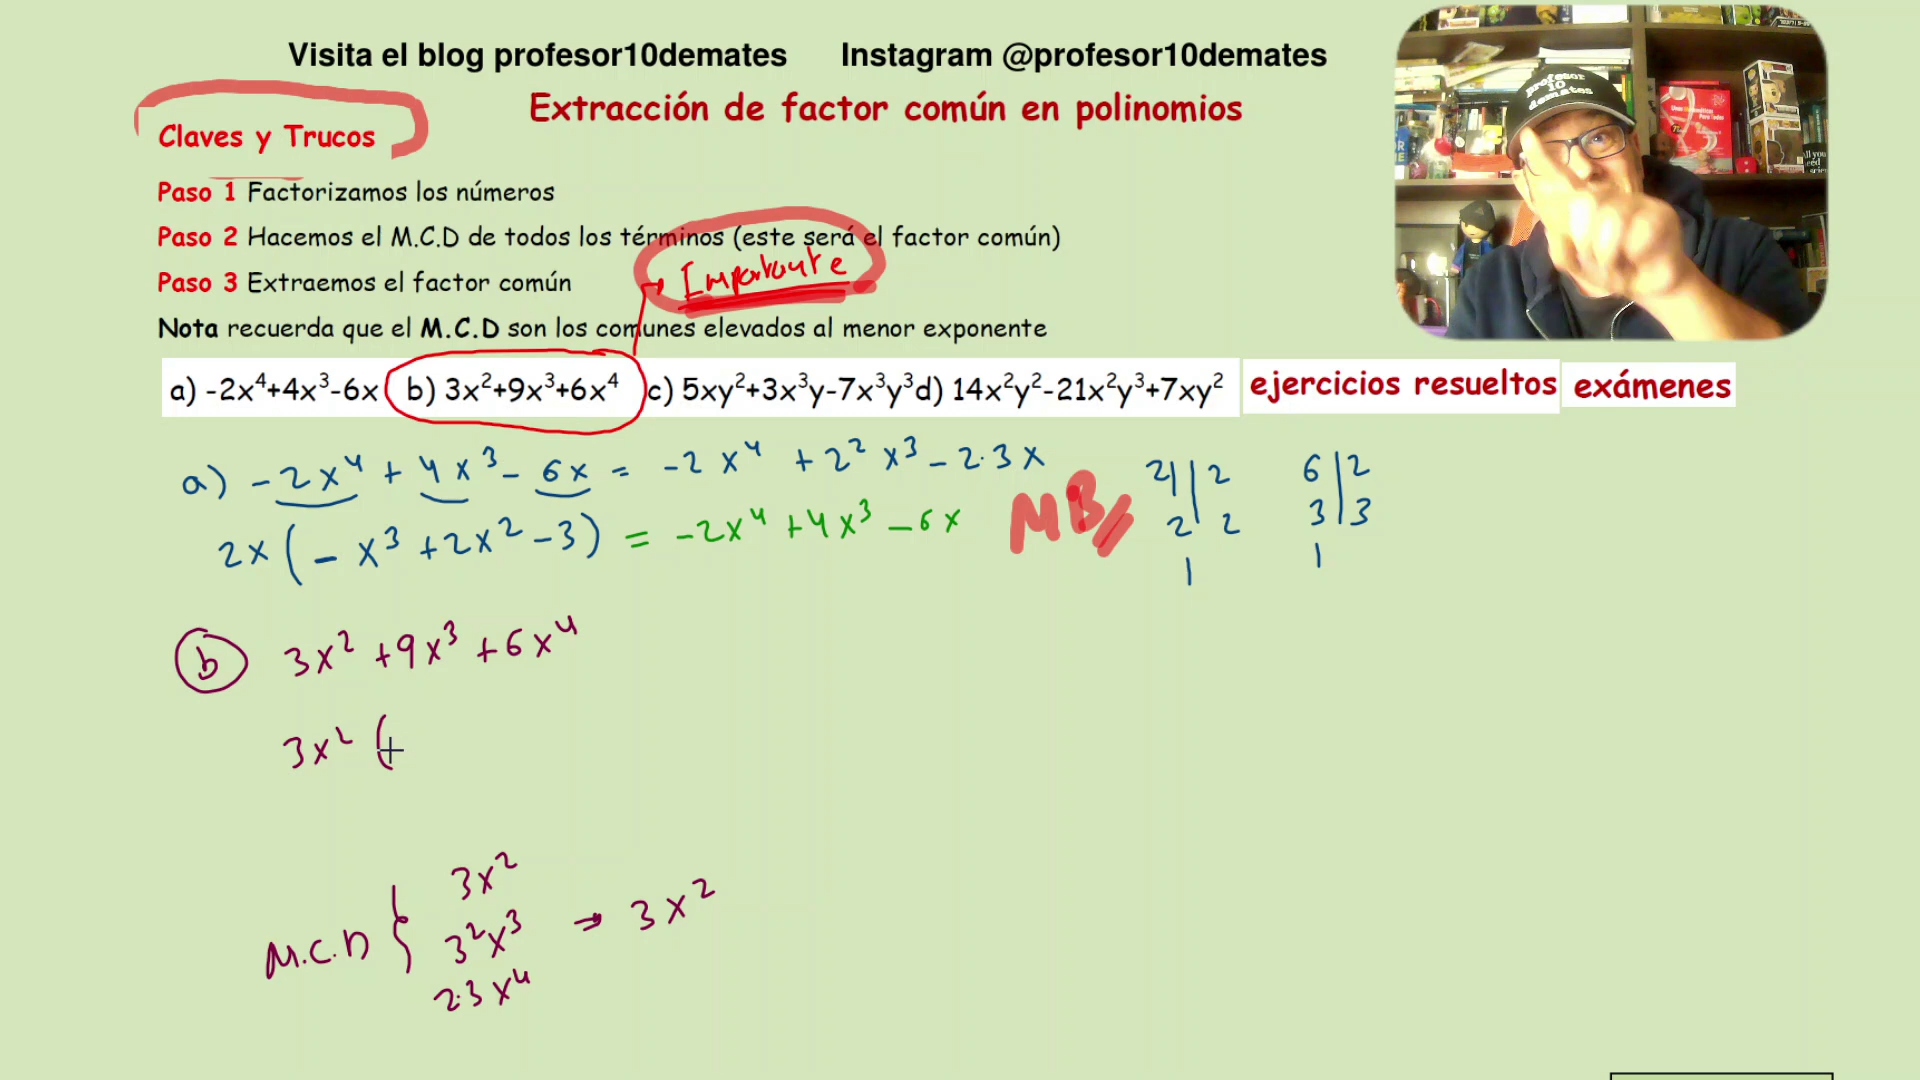 Visita el blog profesor10demates Instagram @profesor10demates
Extracción de factor común en polinomios
Claves y Trucos
Paso 1 Factorizamos los números
Paso 2 Hacemos el M.C.D de todos los términos (este será el factor común)
Importante
Paso 3 Extraemos el factor común
Nota recuerda que el M.C.D son los comunes elevados al menor exponente
a) -2x⁴+4x³-6x b) 3x²+9x³+6x⁴ c) 5xy²+3x³y-7x³y³ d) 14x²y²-21x²y³+7xy² ejercicios resueltos exámenes
a) -2x⁴ + 4x³ - 6x = -2x⁴ + 2²x³ - 2·3x
2x(-x³ + 2x² - 3) = -2x⁴ + 4x³ - 6x
MB
4 | 2
2 | 2
1
6 | 2
3 | 3
1
b 3x² + 9x³ + 6x⁴
3x² (
M.C.D { 3x²
3²x³ → 3x²
2·3x⁴
profesor
10
demates